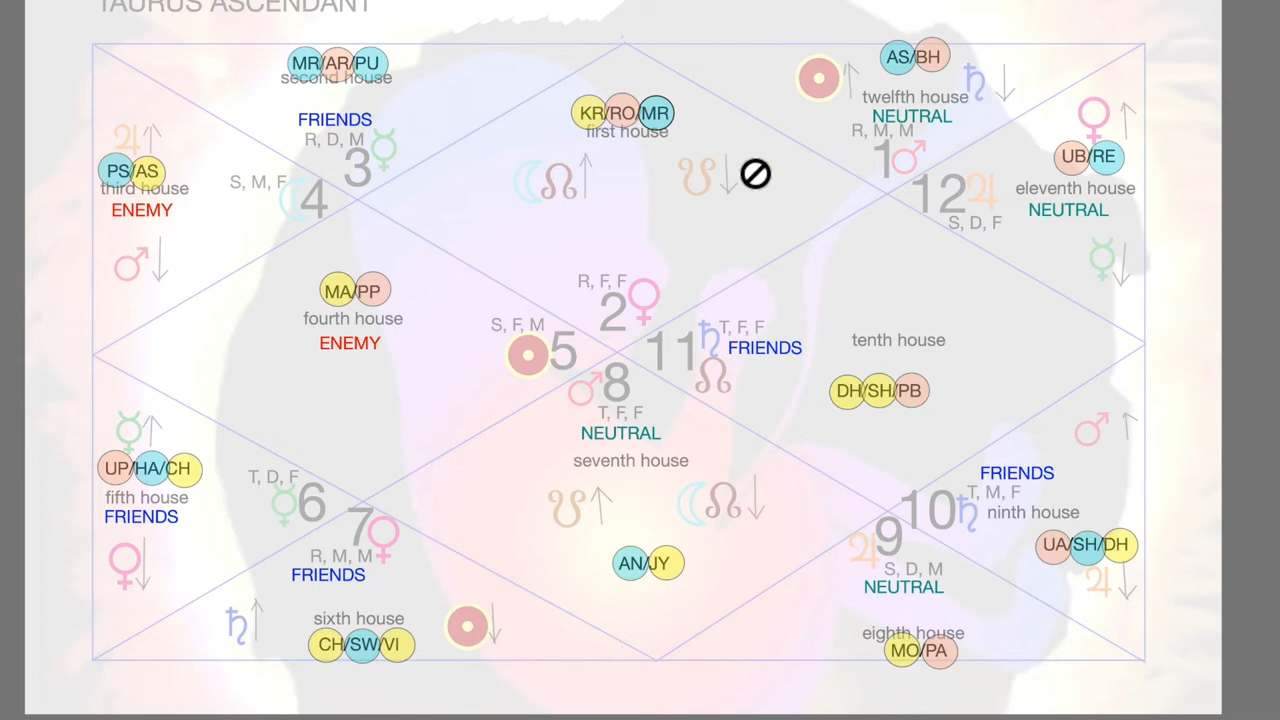 TAURUS ASCENDANT
MR/AR/PU
second house
FRIENDS
R, D, M
3
S, M, F
4
PS/AS
third house
ENEMY
KR/RO/MR
first house
AS/BH
twelfth house
NEUTRAL
R, M, M
1
UB/RE
eleventh house
NEUTRAL
12
S, D, F
MA/PP
fourth house
ENEMY
R, F, F
2
S, F, M
5
11
T, F, F
FRIENDS
8
T, F, F
NEUTRAL
seventh house
tenth house
DH/SH/PB
UP/HA/CH
fifth house
FRIENDS
T, D, F
6
7
R, M, M
FRIENDS
sixth house
CH/SW/VI
AN/JY
FRIENDS
T, M, F
10
ninth house
UA/SH/DH
9
S, D, M
NEUTRAL
eighth house
MO/PA